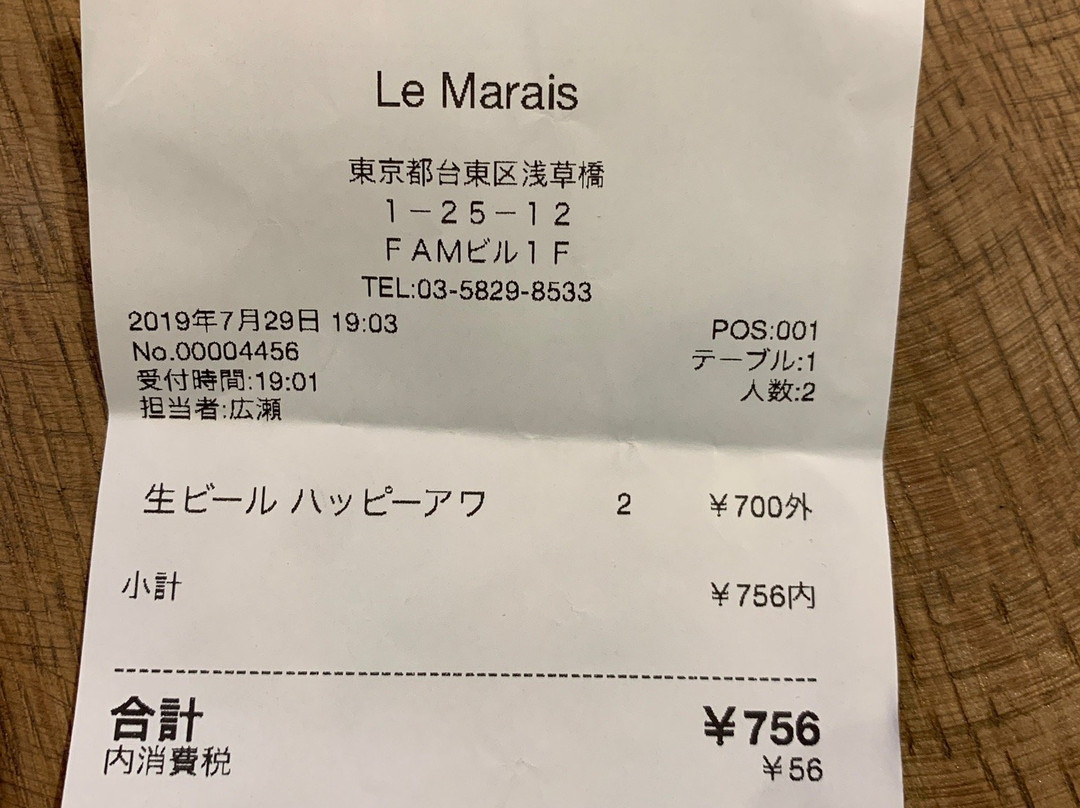 Le Marais
東京都台東区浅草橋
１－２５－１２
ＦＡＭビル１Ｆ
TEL:03-5829-8533
2019年7月29日 19:03
POS:001
No.00004456
テーブル:1
受付時間:19:01
人数:2
担当者:広瀬
生ビール ハッピーアワ 2 ¥700外
小計 ¥756内
合計 ¥756
内消費税 ¥56